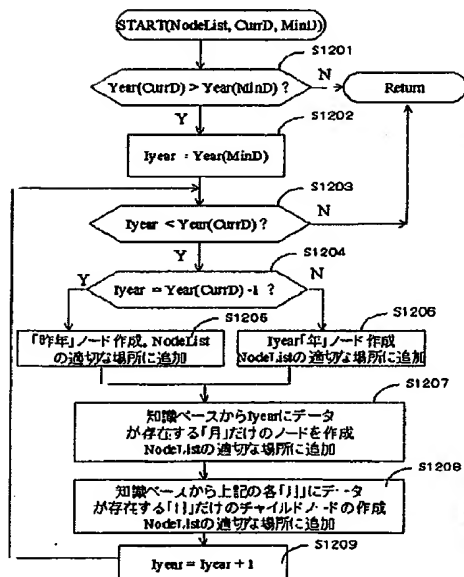 START(NodeList, CurrD, MinD)
S1201
Year(CurrD) > Year(MinD) ?
N
Return
Y
S1202
Iyear = Year(MinD)
S1203
Iyear < Year(CurrD) ?
N
Y
S1204
Iyear = Year(CurrD) -1 ?
Y
N
S1205
「昨年」ノード作成。NodeList
の適切な場所に追加
S1206
Iyear「年」ノード作成
NodeListの適切な場所に追加
S1207
知識ベースからIyearにデータ
が存在する「月」だけのノードを作成
NodeListの適切な場所に追加
S1208
知識ベースから上記の各「月」にデータ
が存在する「日」だけのチャイルドノードの作成
NodeListの適切な場所に追加
S1209
Iyear = Iyear + 1